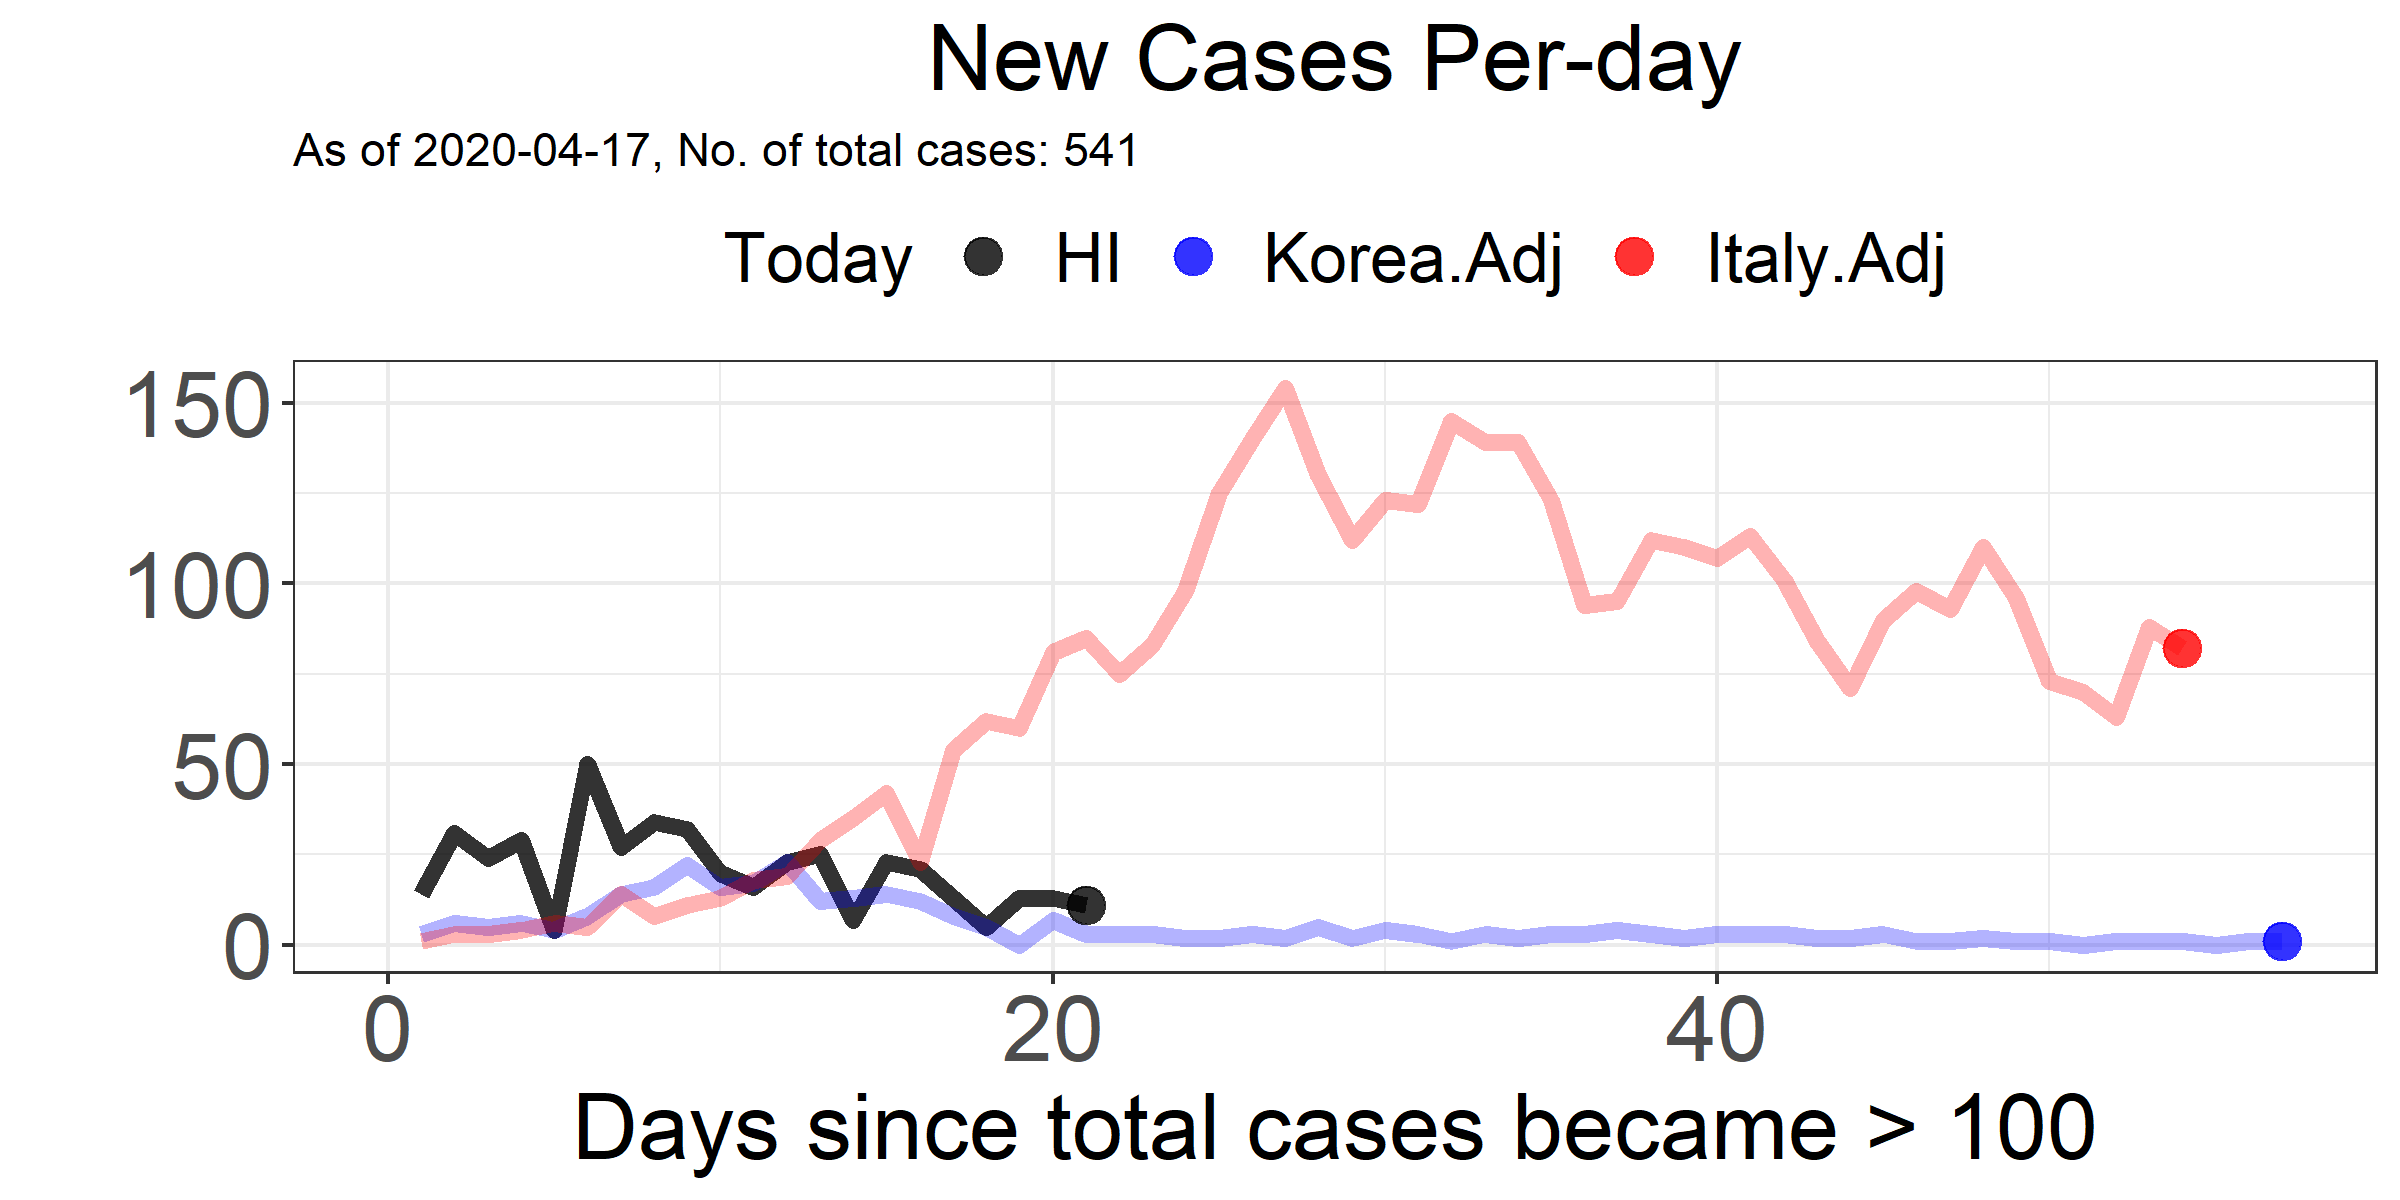 New Cases Per-day
As of 2020-04-17, No. of total cases: 541
Today HI Korea.Adj Italy.Adj
150
100
50
0
0 20 40
Days since total cases became > 100